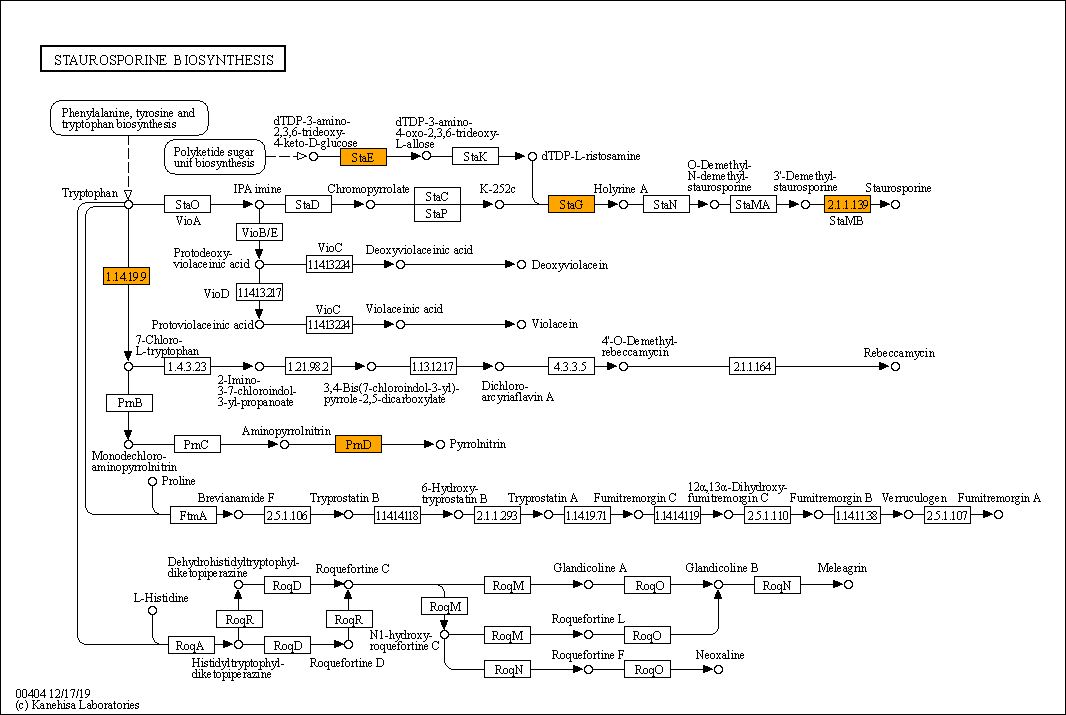 STAUROSPORINE BIOSYNTHESIS
Phenylalanine, tyrosine and
tryptophan biosynthesis
Polyketide sugar
unit biosynthesis
dTDP-3-amino-
2,3,6-trideoxy-
4-keto-D-glucose
StaE
dTDP-3-amino-
4-oxo-2,3,6-trideoxy-
L-allose
StaK
dTDP-L-ristosamine
Tryptophan
StaO
VioA
IPA imine
StaD
Chromopyrrolate
StaC
StaP
K-252c
StaG
Holyrine A
StaN
O-Demethyl-
N-demethyl-
staurosporine
StaMA
3'-Demethyl-
staurosporine
2.1.1.139
StaMB
Staurosporine
VioB/E
Protodeoxy-
violaceinic acid
VioC
1.14.13.224
Deoxyviolaceinic acid
Deoxyviolacein
1.14.19.9
VioD
1.14.13.217
Protoviolaceinic acid
VioC
1.14.13.224
Violaceinic acid
Violacein
7-Chloro-
L-tryptophan
1.4.3.23
2-Imino-
3-7-chloroindol-
3-yl-propanoate
1.21.98.2
3,4-Bis(7-chloroindol-3-yl)-
pyrrole-2,5-dicarboxylate
1.13.12.17
Dichloro-
arcyriaflavin A
4.3.3.5
4'-O-Demethyl-
rebeccamycin
2.1.1.164
Rebeccamycin
PrnB
Monodechloro-
aminopyrrolnitrin
PrnC
Aminopyrrolnitrin
PrnD
Pyrrolnitrin
Proline
FtmA
Brevianamide F
2.5.1.106
Tryprostatin B
1.14.14.118
6-Hydroxy-
tryprostatin B
2.1.1.293
Tryprostatin A
1.14.19.71
Fumitremorgin C
1.14.14.119
12α,13α-Dihydroxy-
fumitremorgin C
2.5.1.110
Fumitremorgin B
1.14.11.38
Verruculogen
2.5.1.107
Fumitremorgin A
Dehydrohistidyltryptophyl-
diketopiperazine
RoqD
Roquefortine C
RoqM
Glandicoline A
RoqO
Glandicoline B
RoqN
Meleagrin
L-Histidine
RoqR
RoqR
RoqM
RoqA
Histidyltryptophyl-
diketopiperazine
RoqD
Roquefortine D
N1-hydroxy-
roquefortine C
RoqM
Roquefortine L
RoqO
RoqN
Roquefortine F
RoqO
Neoxaline
00404 12/17/19
(c) Kanehisa Laboratories